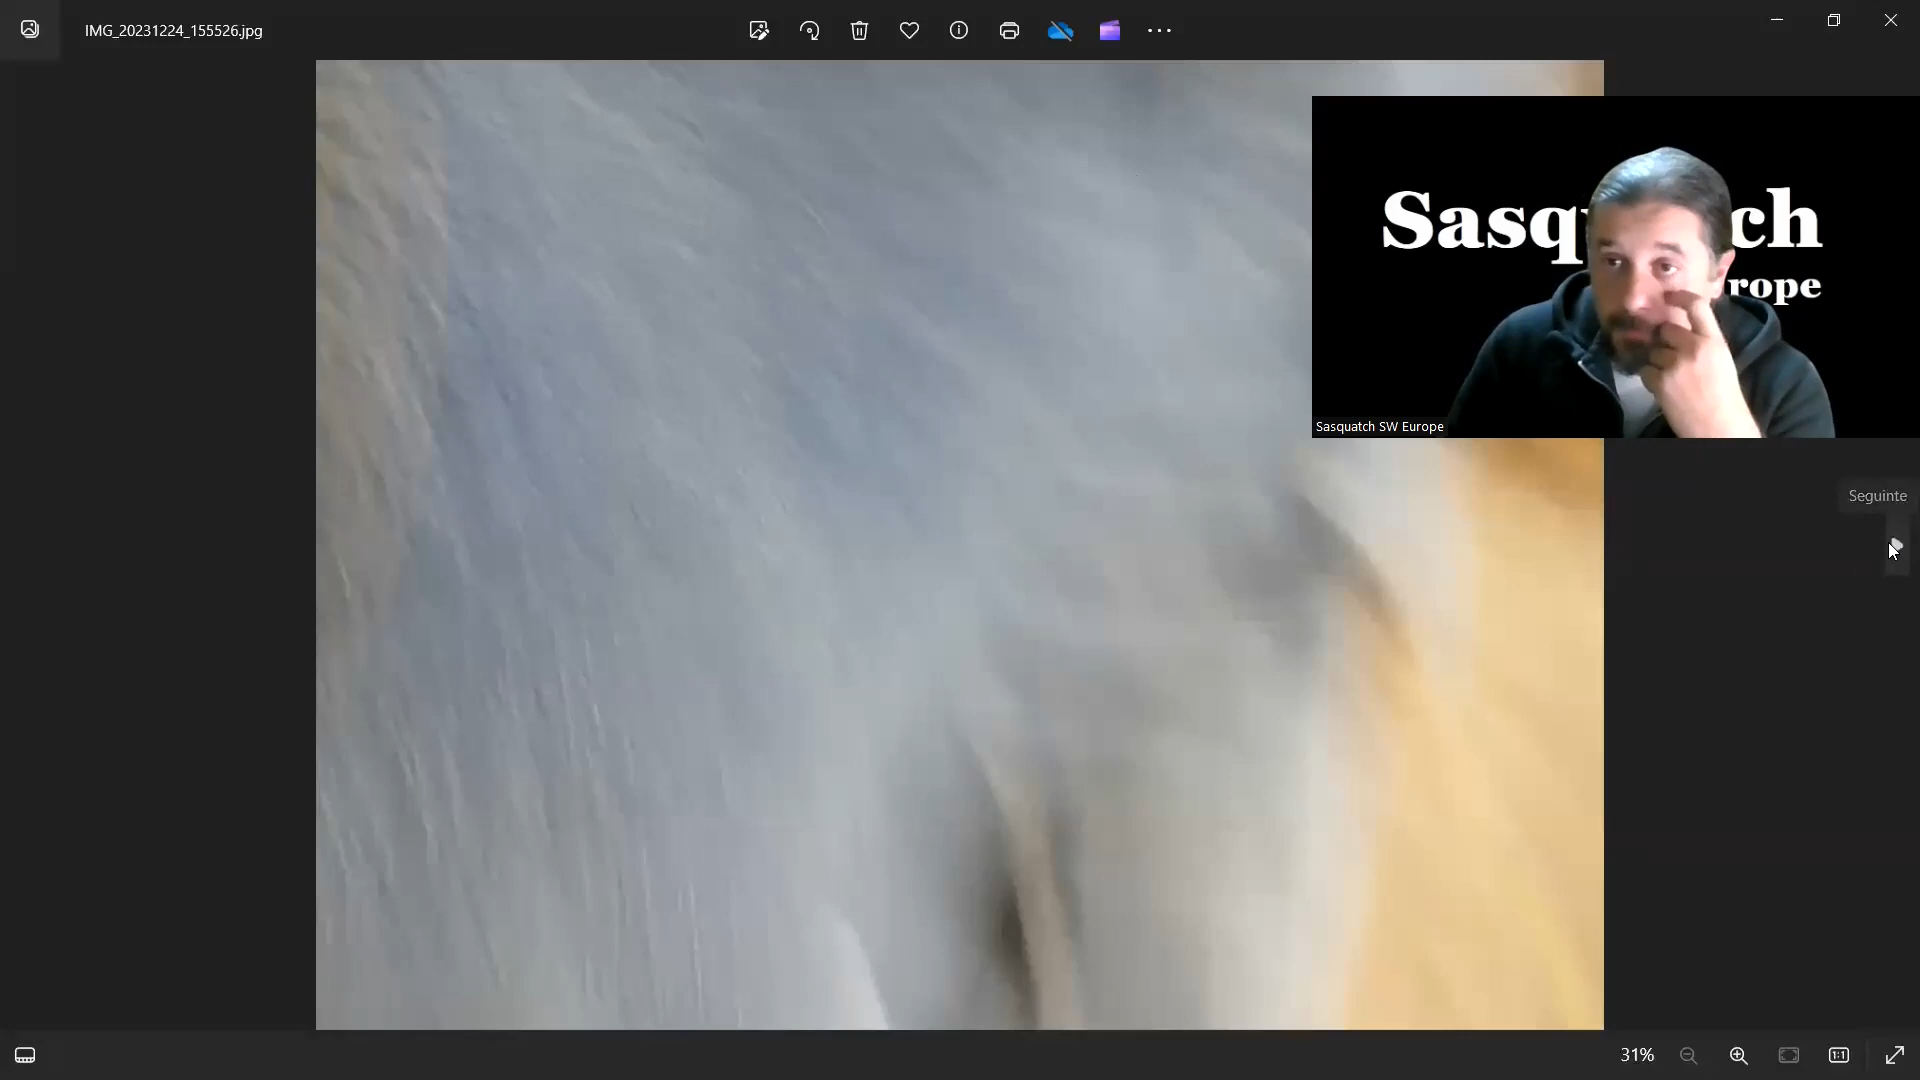 IMG_20231224_155526.jpg
Sasq ch
rope
Sasquatch SW Europe
Seguinte
31%